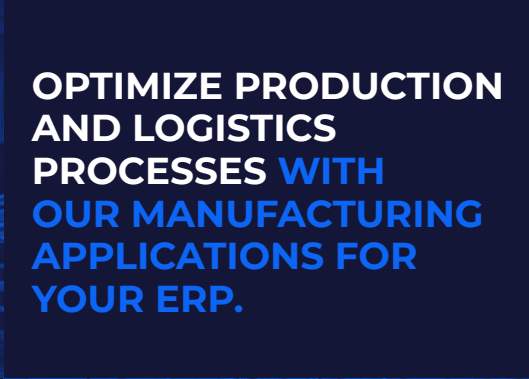 OPTIMIZE PRODUCTION
AND LOGISTICS
PROCESSES WITH
OUR MANUFACTURING
APPLICATIONS FOR
YOUR ERP.